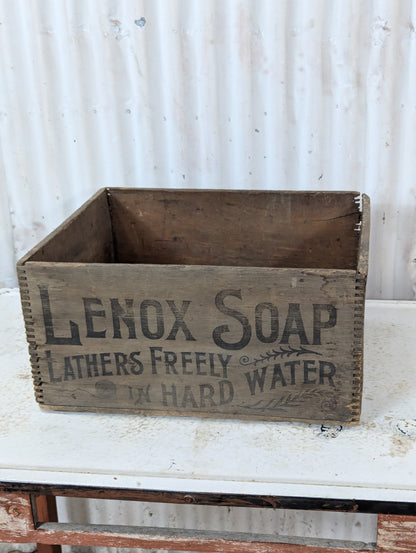 LENOX SOAP
LATHERS FREELY
IN HARD WATER